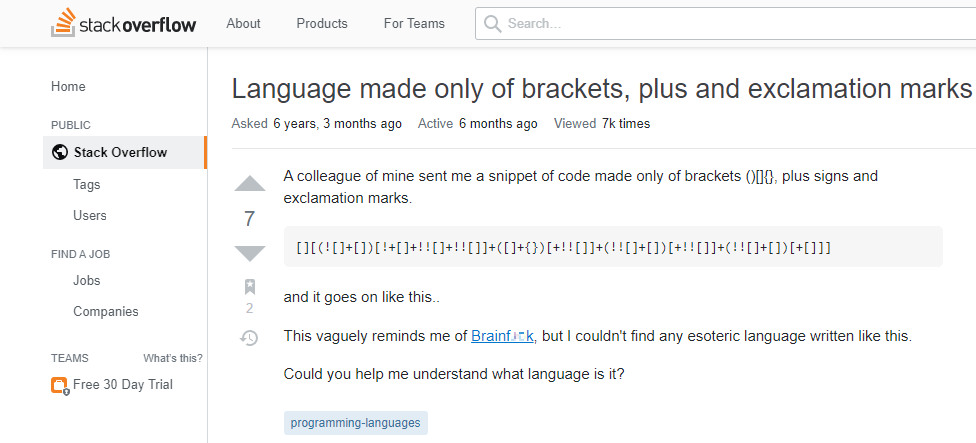 stackoverflow About Products For Teams Search...
Home
PUBLIC
Stack Overflow
Tags
Users
FIND A JOB
Jobs
Companies
TEAMS What's this?
Free 30 Day Trial
Language made only of brackets, plus and exclamation marks
Asked 6 years, 3 months ago Active 6 months ago Viewed 7k times
7
2
A colleague of mine sent me a snippet of code made only of brackets ()[]{}, plus signs and
exclamation marks.
[][(![]+[])[!+[]+!![]+!![]]+([]+{})[+!![]]+(!![]+[])[+!![]]+(!![]+[])[+[]]]
and it goes on like this..
This vaguely reminds me of , but I couldn't find any esoteric language written like this.
Could you help me understand what language is it?
programming-languages